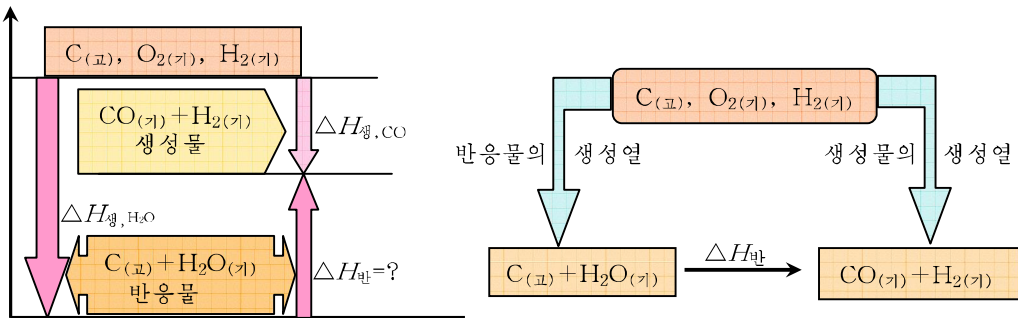 C(고), O₂(기), H₂(기)
CO(기)+H₂(기)
생성물
△H생,CO
△H생,H₂O
C(고)+H₂O(기)
반응물
△H반=?
C(고), O₂(기), H₂(기)
반응물의 생성열
생성물의 생성열
C(고)+H₂O(기)
△H반
CO(기)+H₂(기)